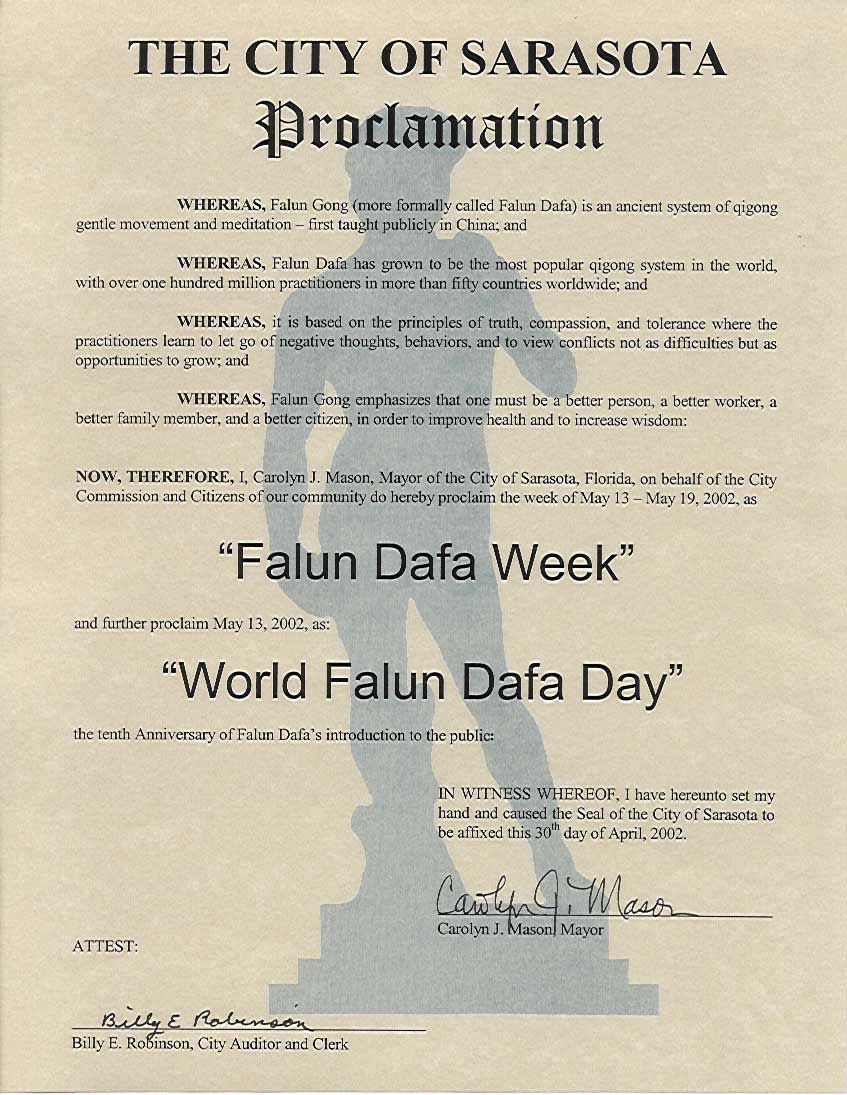 THE CITY OF SARASOTA
Proclamation
WHEREAS, Falun Gong (more formally called Falun Dafa) is an ancient system of qigong
gentle movement and meditation – first taught publicly in China; and
WHEREAS, Falun Dafa has grown to be the most popular qigong system in the world,
with over one hundred million practitioners in more than fifty countries worldwide; and
WHEREAS, it is based on the principles of truth, compassion, and tolerance where the
practitioners learn to let go of negative thoughts, behaviors, and to view conflicts not as difficulties but as
opportunities to grow; and
WHEREAS, Falun Gong emphasizes that one must be a better person, a better worker, a
better family member, and a better citizen, in order to improve health and to increase wisdom:
NOW, THEREFORE, I, Carolyn J. Mason, Mayor of the City of Sarasota, Florida, on behalf of the City
Commission and Citizens of our community do hereby proclaim the week of May 13 – May 19, 2002, as
“Falun Dafa Week”
and further proclaim May 13, 2002, as:
“World Falun Dafa Day”
the tenth Anniversary of Falun Dafa’s introduction to the public:
IN WITNESS WHEREOF, I have hereunto set my
hand and caused the Seal of the City of Sarasota to
be affixed this 30th day of April, 2002.
Carolyn J. Mason
Carolyn J. Mason, Mayor
ATTEST:
Billy E Robinson
Billy E. Robinson, City Auditor and Clerk